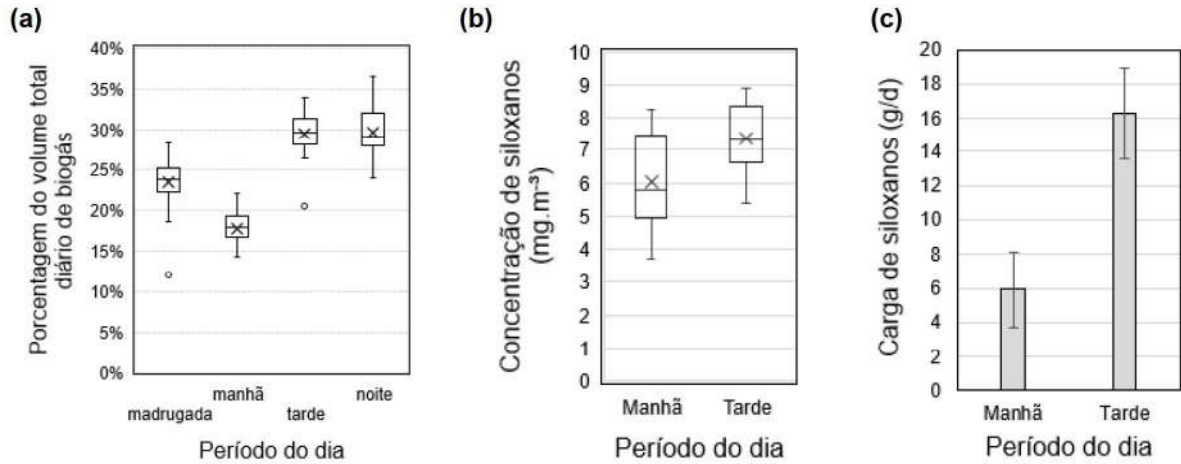 (a)
Porcentagem do volume total
diário de biogás
40%
35%
30%
25%
20%
15%
10%
5%
0%
madrugada
manhã
tarde
noite
Período do dia
(b)
Concentração de siloxanos
(mg.m⁻³)
10
9
8
7
6
5
4
3
2
1
0
Manhã Tarde
Período do dia
(c)
Carga de siloxanos (g/d)
20
18
16
14
12
10
8
6
4
2
0
Manhã Tarde
Período do dia